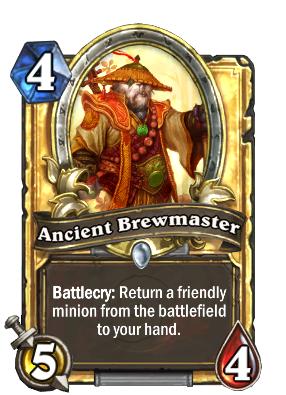 4
Ancient Brewmaster
Battlecry: Return a friendly
minion from the battlefield
to your hand.
5
4